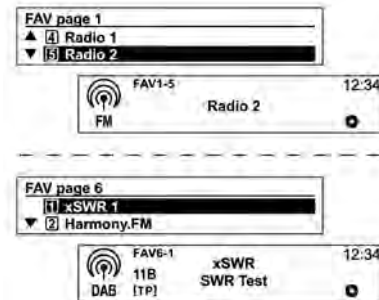 FAV page 1
▲ 4 Radio 1
▼ 5 Radio 2
FAV1-5 12:34
Radio 2
FM
FAV page 6
1 xSWR 1
▼ 2 Harmony.FM
FAV6-1 12:34
xSWR
11B
SWR Test
DAB [TP]